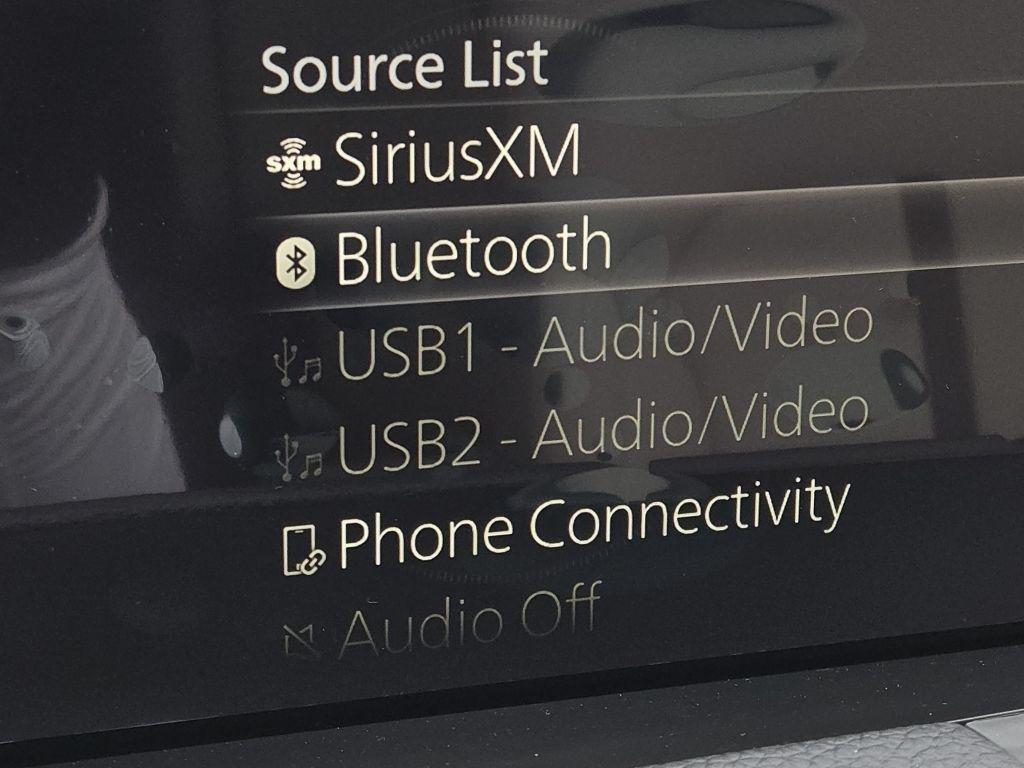 Source List
sxm SiriusXM
Bluetooth
USB1 - Audio/Video
USB2 - Audio/Video
Phone Connectivity
Audio Off